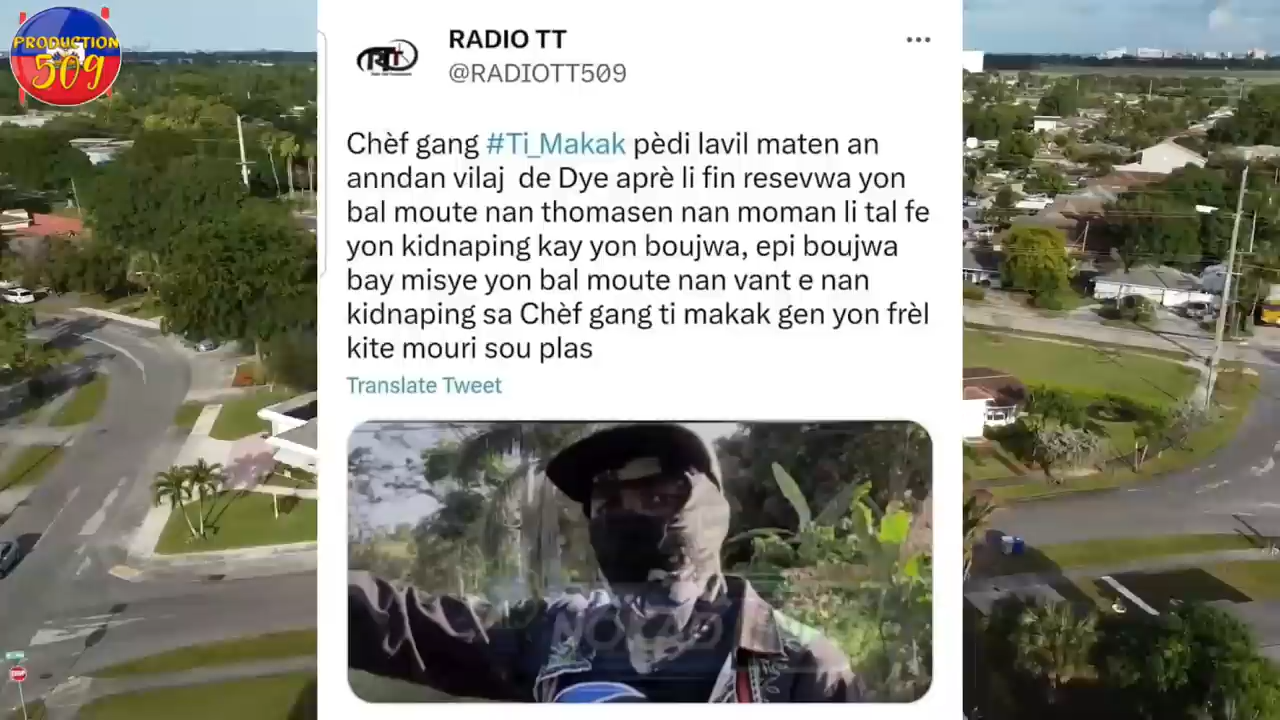 PRODUCTION
509
RADIO TT
@RADIOTT509
Chèf gang #Ti_Makak pèdi lavil maten an
anndan vilaj de Dye aprè li fin resevwa yon
bal moute nan thomasen nan moman li tal fe
yon kidnaping kay yon boujwa, epi boujwa
bay misye yon bal moute nan vant e nan
kidnaping sa Chèf gang ti makak gen yon frèl
kite mouri sou plas
Translate Tweet